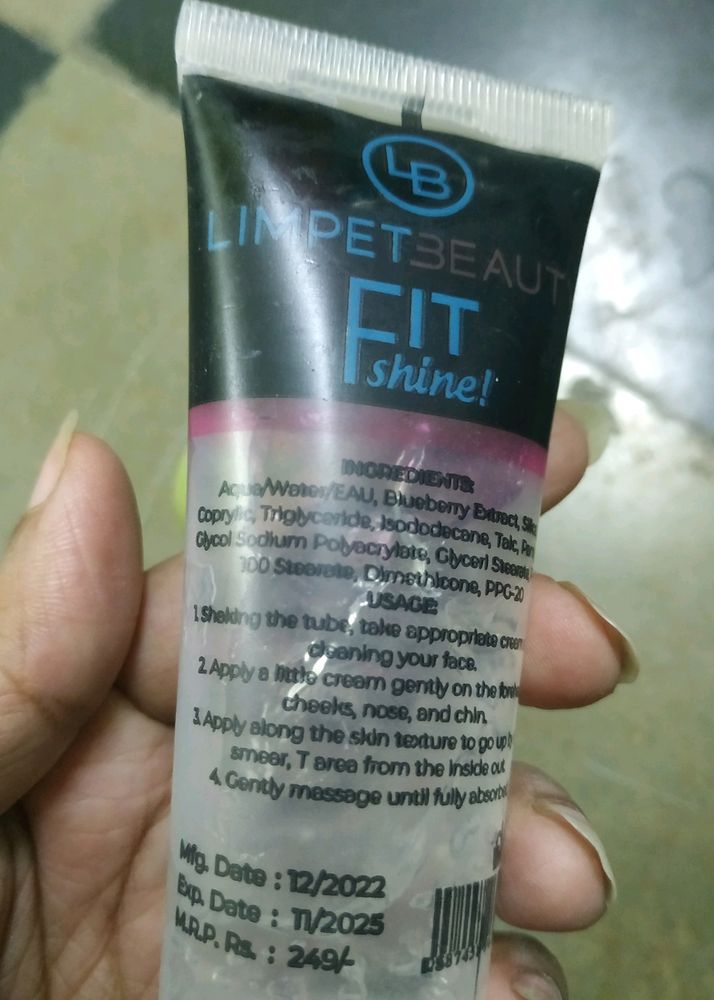 LB
LIMPETBEAUT
FIT
shine!
INGREDIENTS:
Aqua/Water/EAU, Blueberry Extract,
Coprylic, Triglyceride, Isododecane, Talc,
Glycol Sodium Polyacrylate, Glyceril Stearate,
100 Stearate, Dimethicone, PPG-20
USAGE:
1. Shaking the tube, take appropriate cream
cleaning your face.
2. Apply a little cream gently on the
cheeks, nose, and chin.
3. Apply along the skin texture to go up
smear, T area from the inside out
4. Gently massage until fully
Mfg. Date : 12/2022
Exp. Date : 11/2025
M.R.P. Rs. : 249/-